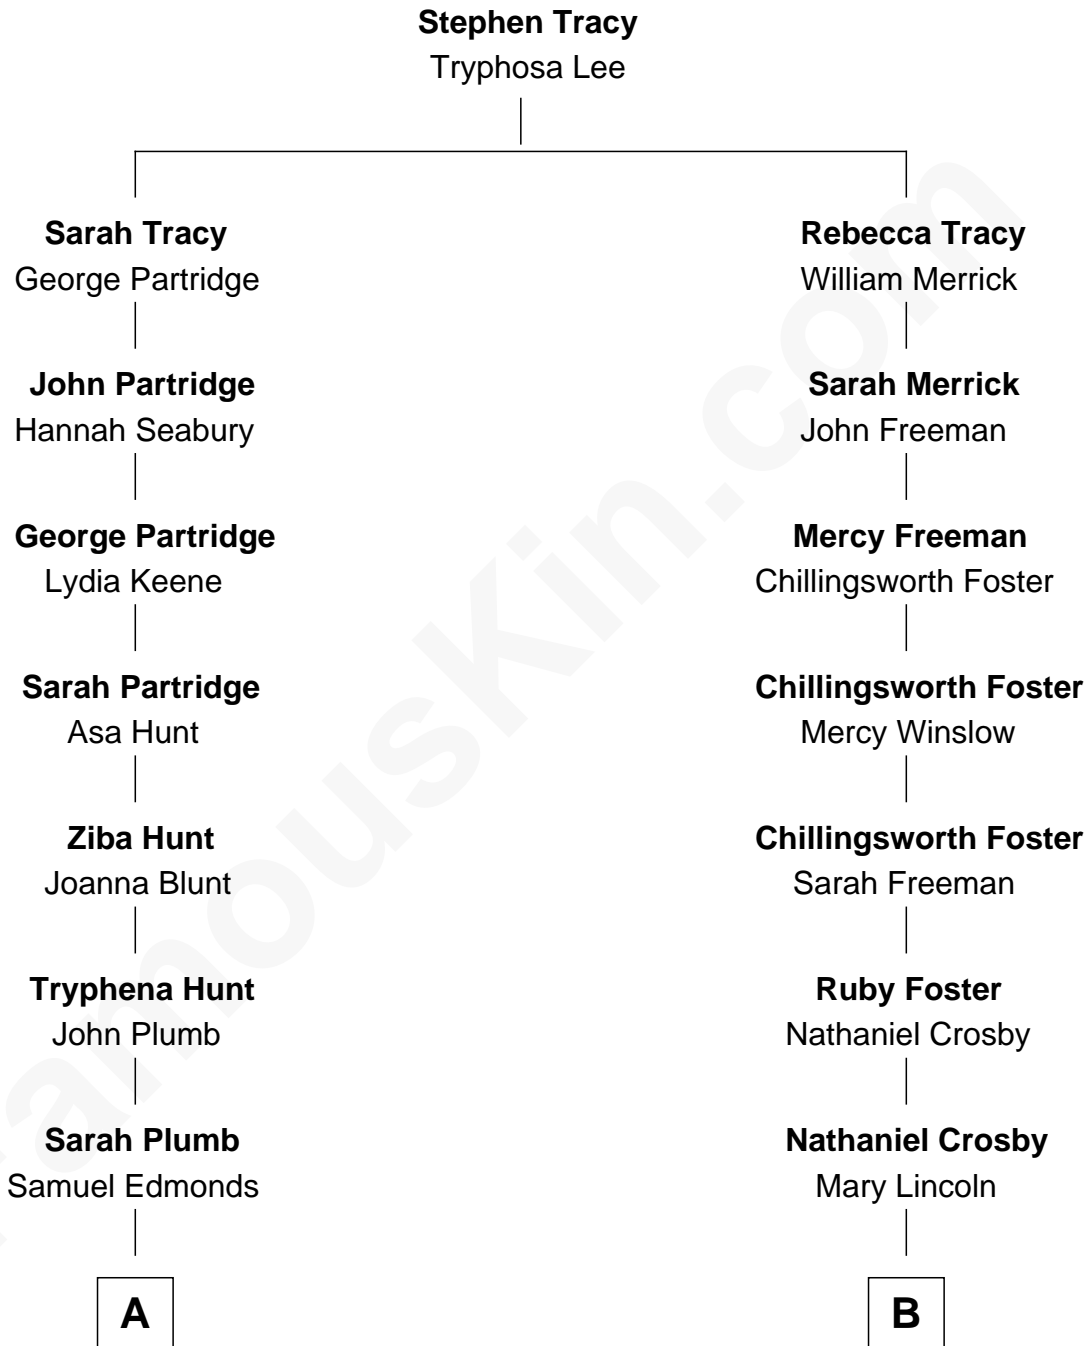 Stephen Tracy
Tryphosa Lee
Sarah Tracy
George Partridge
Rebecca Tracy
William Merrick
John Partridge
Hannah Seabury
Sarah Merrick
John Freeman
George Partridge
Lydia Keene
Mercy Freeman
Chillingsworth Foster
Sarah Partridge
Asa Hunt
Chillingsworth Foster
Mercy Winslow
Ziba Hunt
Joanna Blunt
Chillingsworth Foster
Sarah Freeman
Tryphena Hunt
John Plumb
Ruby Foster
Nathaniel Crosby
Sarah Plumb
Samuel Edmonds
Nathaniel Crosby
Mary Lincoln
A
B
FamousKin.com